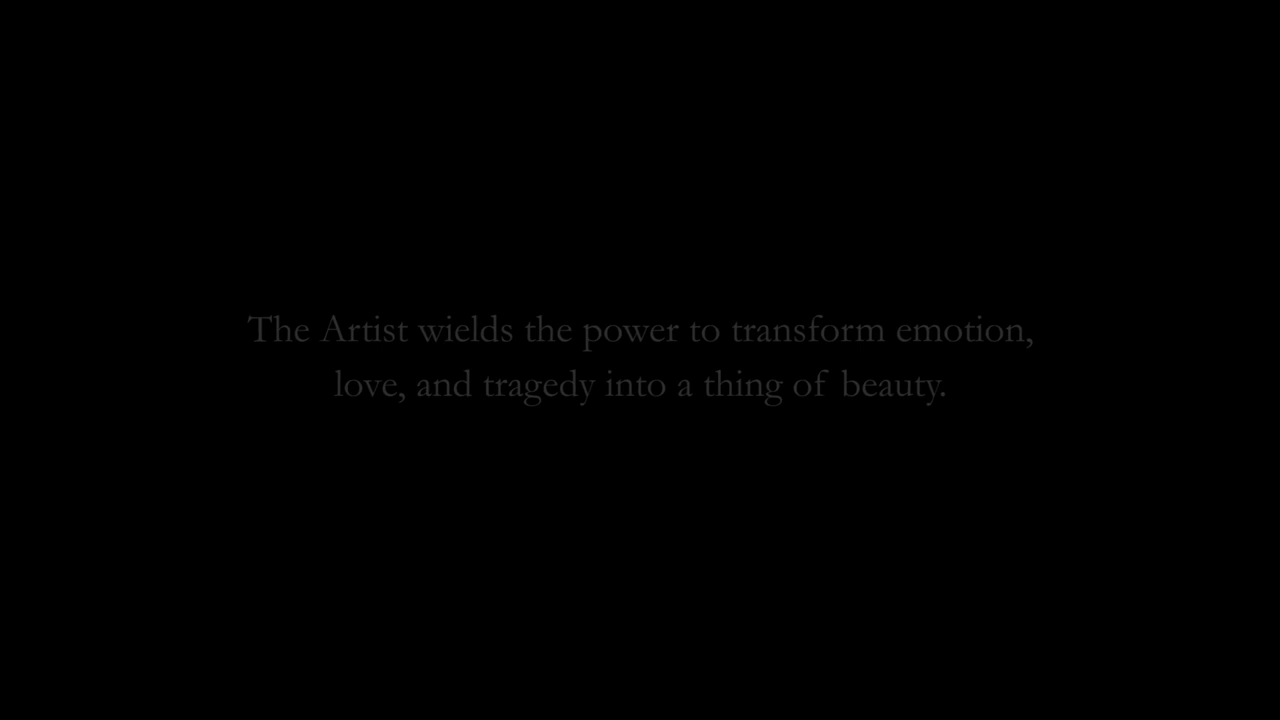 The Artist wields the power to transform emotion,
love, and tragedy into a thing of beauty.